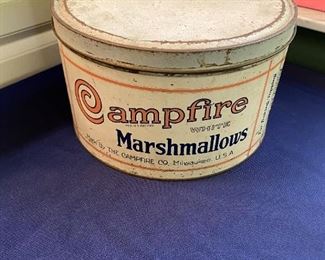 Campfire
WHITE
Marshmallows
Made By THE CAMPFIRE CO. Milwaukee, U.S.A.